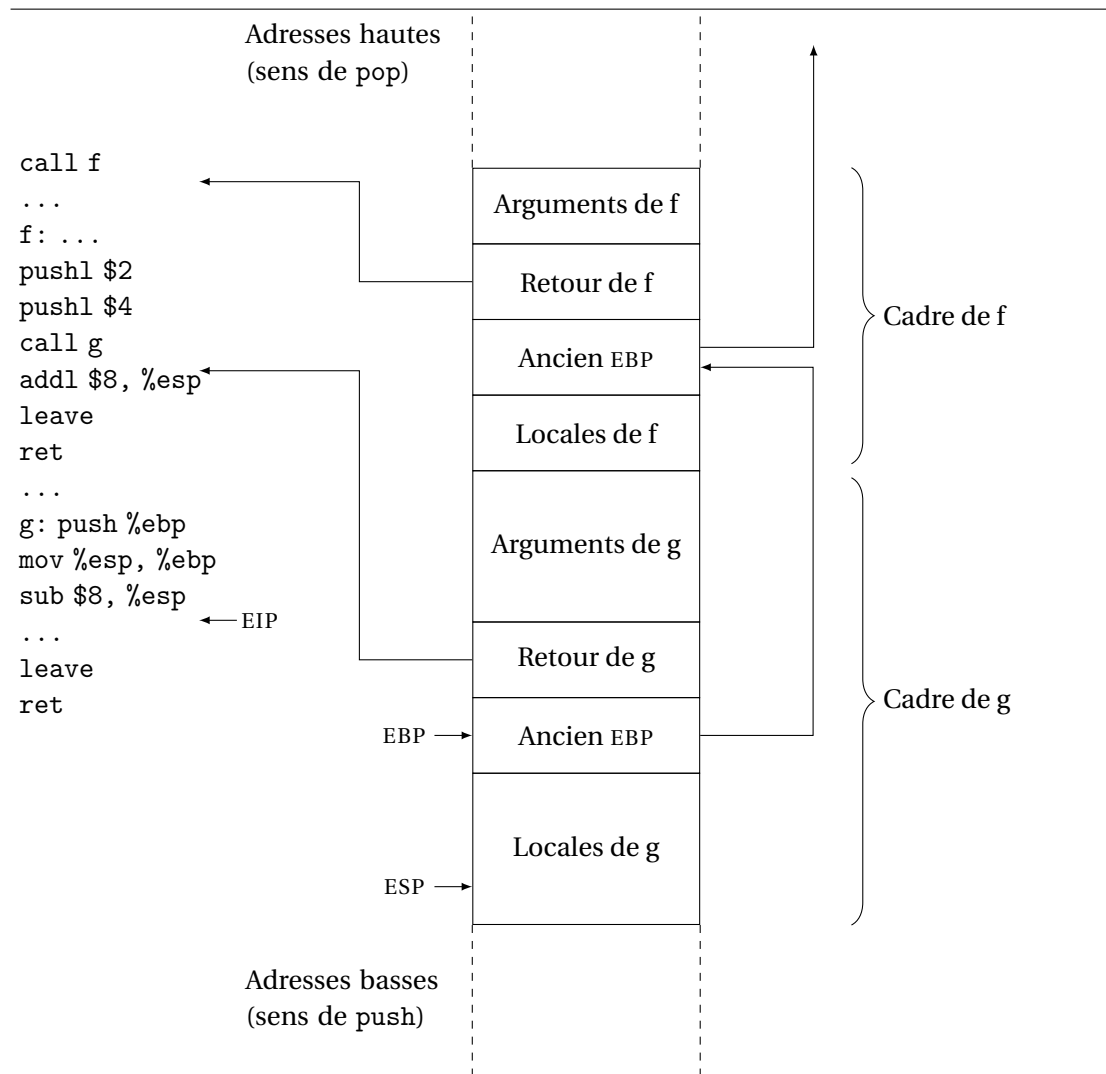 Adresses hautes
(sens de pop)
call f
...
f: ...
pushl $2
pushl $4
call g
addl $8, %esp
leave
ret
...
g: push %ebp
mov %esp, %ebp
sub $8, %esp
EIP
...
leave
ret
Arguments de f
Retour de f
Ancien EBP
Locales de f
Arguments de g
Retour de g
EBP
Ancien EBP
Locales de g
ESP
Cadre de f
Cadre de g
Adresses basses
(sens de push)